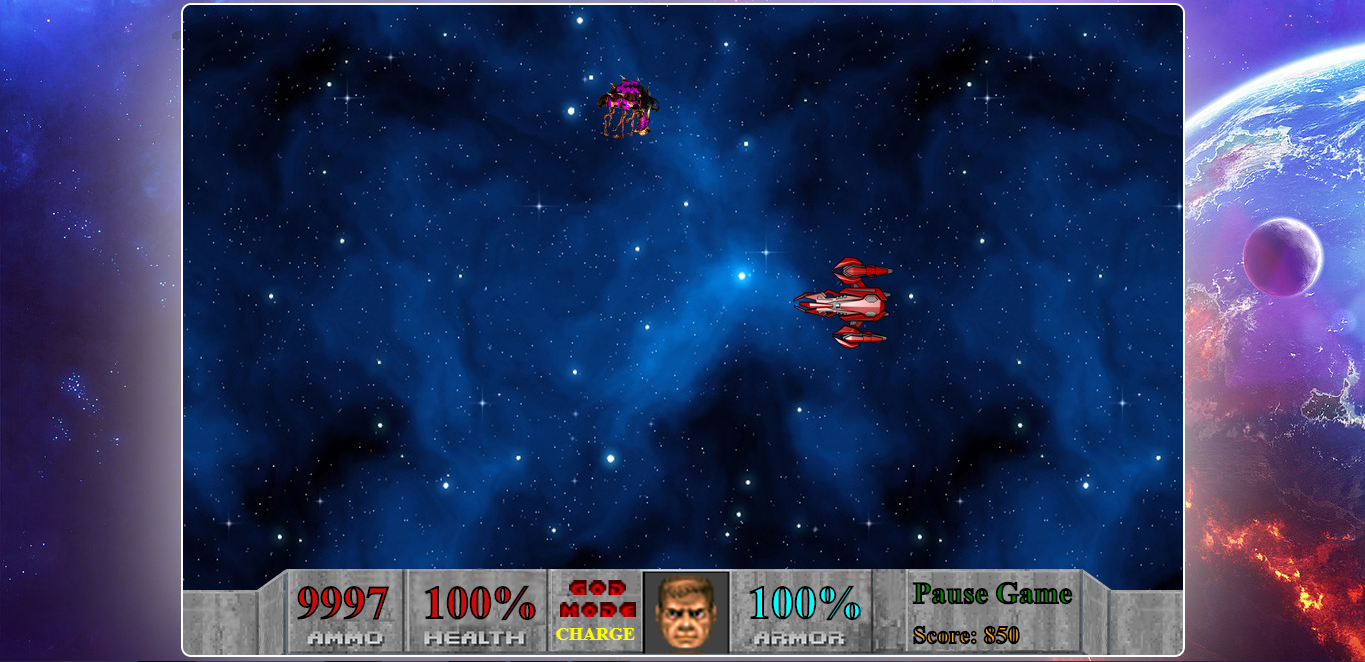 9997
AMMO
100%
HEALTH
GOD
MODE
CHARGE
100%
ARMOR
Pause Game
Score: 850